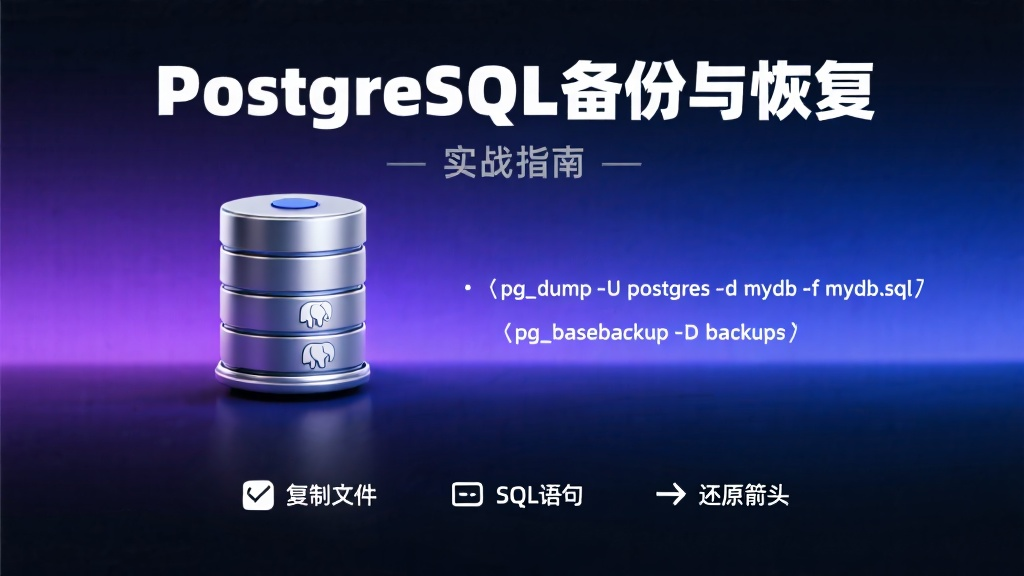 PostgreSQL备份与恢复
— 实战指南 —
• 〈pg_dump -U postgres -d mydb -f mydb.sql〉
〈pg_basebackup -D backups〉
复制文件 SQL语句 还原箭头